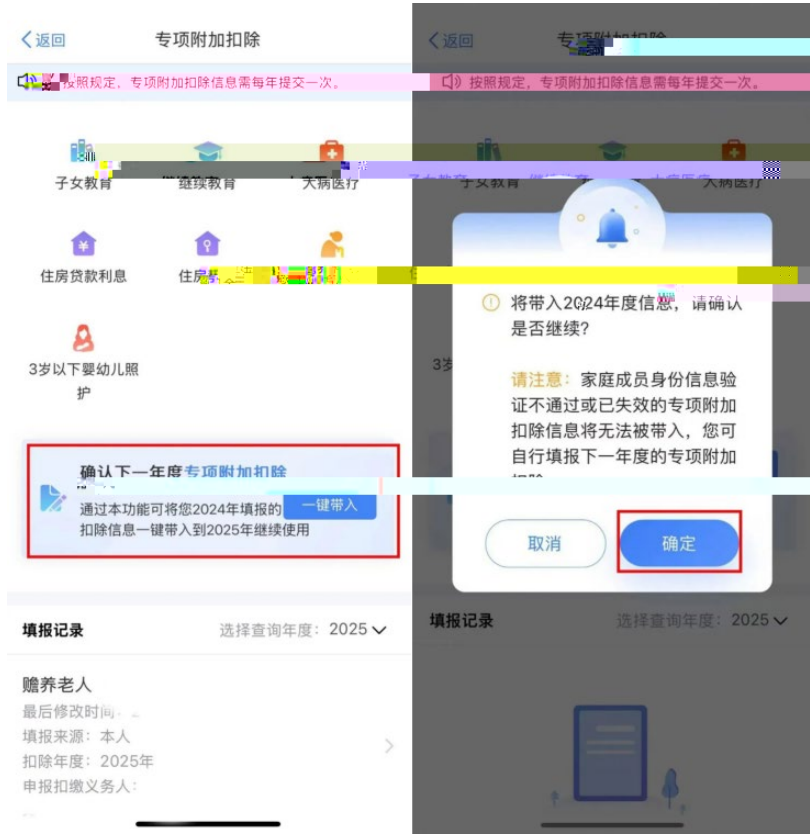 返回
专项附加扣除
按照规定，专项附加扣除信息需每年提交一次。
子女教育
继续教育
大病医疗
住房贷款利息
3岁以下婴幼儿照
护
确认下一年度专项附加扣除
通过本功能可将您2024年填报的
扣除信息一键带入到2025年继续使用
一键带入
填报记录
选择查询年度：2025
赡养老人
最后修改时间
填报来源：本人
扣除年度：2025年
申报扣缴义务人：
返回
按照规定，专项附加扣除信息需每年提交一次。
子女教育
大病医疗
3岁
将带入2024年度信息，请确认
是否继续？
请注意：家庭成员身份信息验
证不通过或已失效的专项附加
扣除信息将无法被带入，您可
自行填报下一年度的专项附加
取消
确定
填报记录
选择查询年度：2025